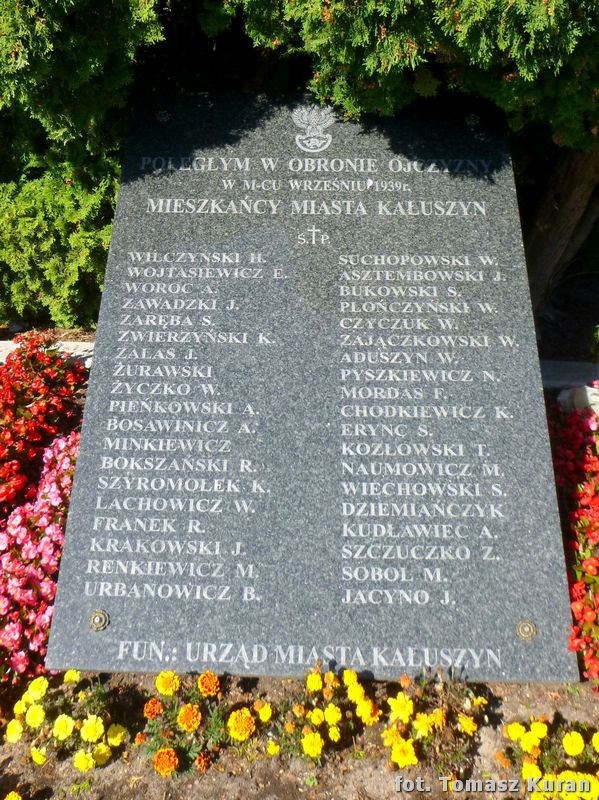 POLEGŁYM W OBRONIE OJCZYZNY
W M-CU WRZEŚNIU 1939r.
MIESZKAŃCY MIASTA KAŁUSZYN
Ś.†P.
WILCZYŃSKI H.
WOJTASIEWICZ E.
WOROC A.
ZAWADZKI J.
ZARĘBA S.
ZWIERZYŃSKI K.
ZALAS J.
ŻURAWSKI
ŻYCZKO W.
PIEŃKOWSKI A.
BOSAWINICZ A.
MINKIEWICZ
BOKSZAŃSKI R.
SZYROMOŁEK K.
LACHOWICZ W.
FRANEK R.
KRAKOWSKI J.
RENKIEWICZ M.
URBANOWICZ B.
SUCHOPOWSKI W.
ASZTEMBOWSKI J.
BUKOWSKI S.
PŁOŃCZYŃSKI W.
CZYCZUK W.
ZAJĄCZKOWSKI W.
ADUSZYN W.
PYSZKIEWICZ N.
MORDAS F.
CHODKIEWICZ K.
ERYNC S.
KOZŁOWSKI T.
NAUMOWICZ M.
WIECHOWSKI S.
DZIEMIAŃCZYK
KUDŁAWIEC A.
SZCZUCZKO Z.
SOBOL M.
JACYNO J.
FUN.: URZĄD MIASTA KAŁUSZYN
fot. Tomasz Kuran